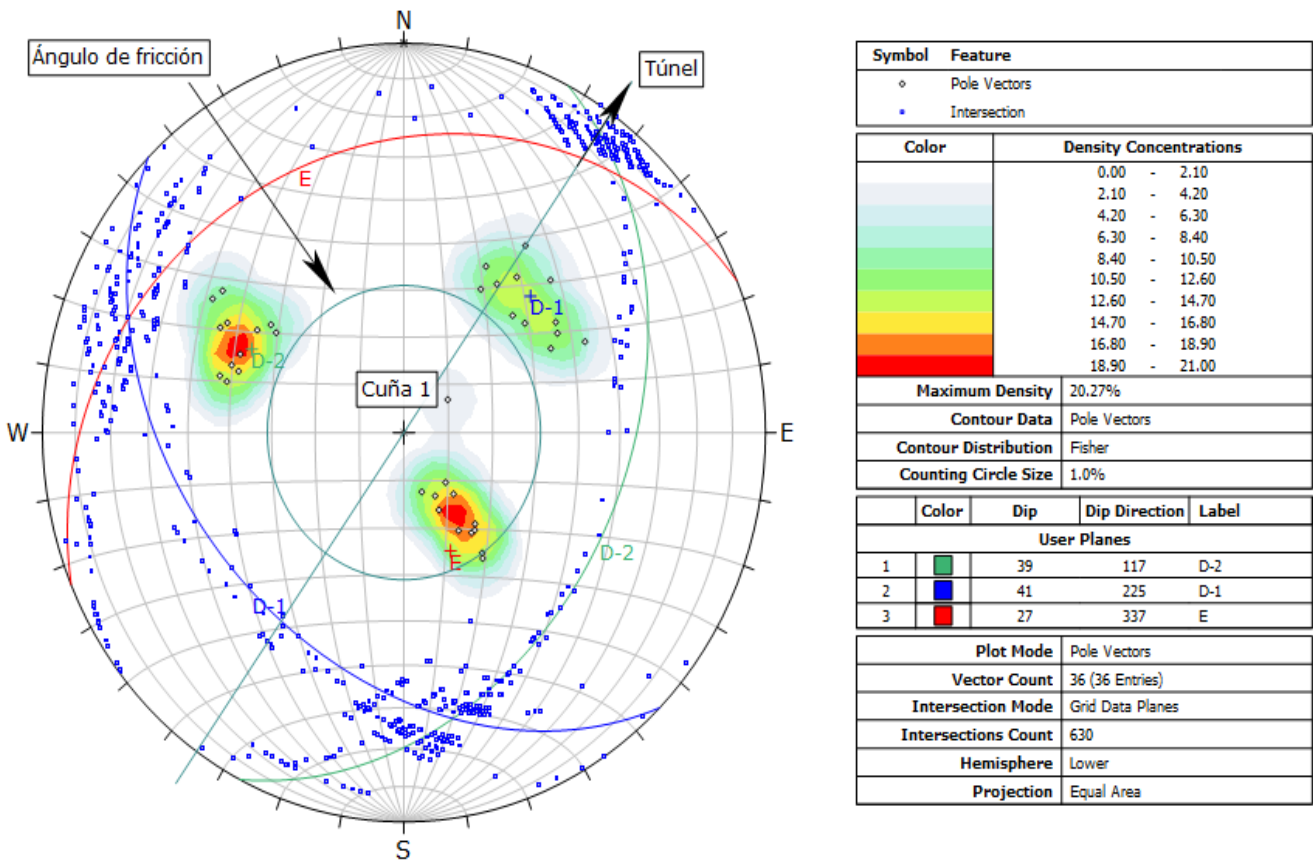 N
Ángulo de fricción
Túnel
E
D-1
D-2
Cuña 1
W
E
E
D-2
D-1
S
Symbol Feature
Pole Vectors
Intersection
Color Density Concentrations
0.00 - 2.10
2.10 - 4.20
4.20 - 6.30
6.30 - 8.40
8.40 - 10.50
10.50 - 12.60
12.60 - 14.70
14.70 - 16.80
16.80 - 18.90
18.90 - 21.00
Maximum Density 20.27%
Contour Data Pole Vectors
Contour Distribution Fisher
Counting Circle Size 1.0%
Color Dip Dip Direction Label
User Planes
1 39 117 D-2
2 41 225 D-1
3 27 337 E
Plot Mode Pole Vectors
Vector Count 36 (36 Entries)
Intersection Mode Grid Data Planes
Intersections Count 630
Hemisphere Lower
Projection Equal Area